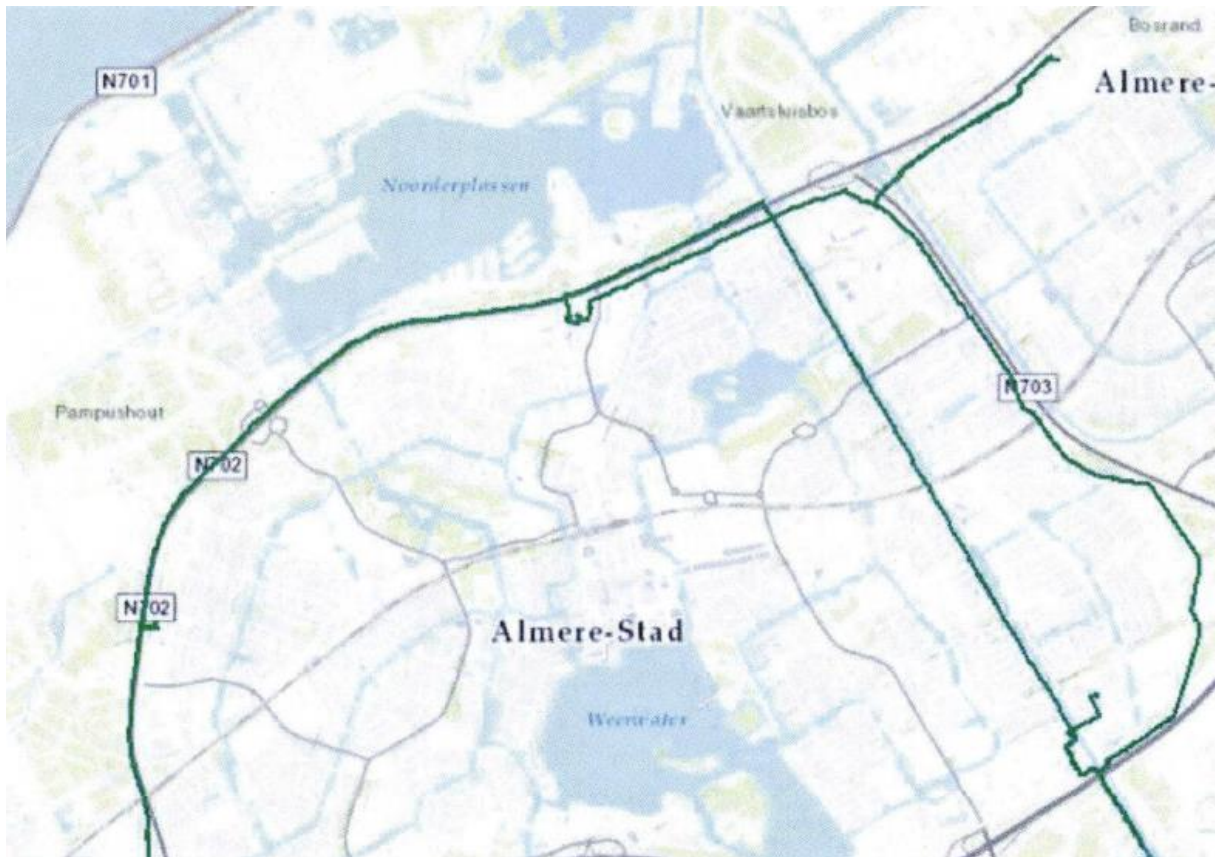 Bosrand
N701
Almere-
Vaartsluisbos
Noorderplassen
N703
Pampushout
N702
N702
Almere-Stad
Weerwater